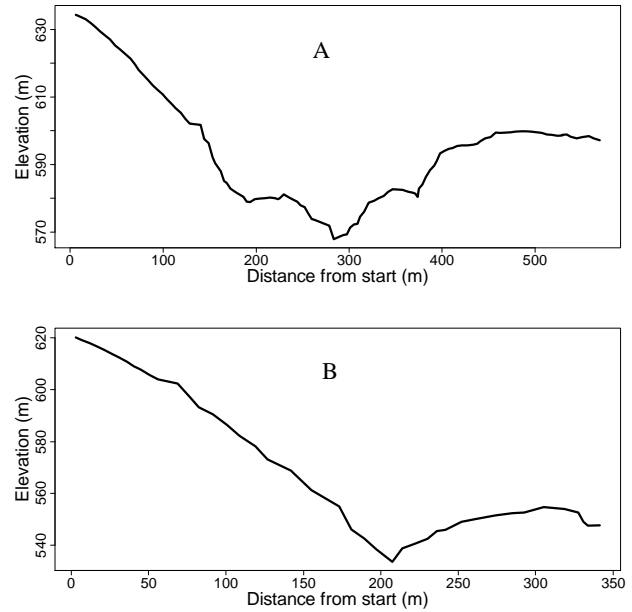 A
Elevation (m)
570 590 610 630
0 100 200 300 400 500
Distance from start (m)
B
Elevation (m)
540 560 580 600 620
0 50 100 150 200 250 300 350
Distance from start (m)